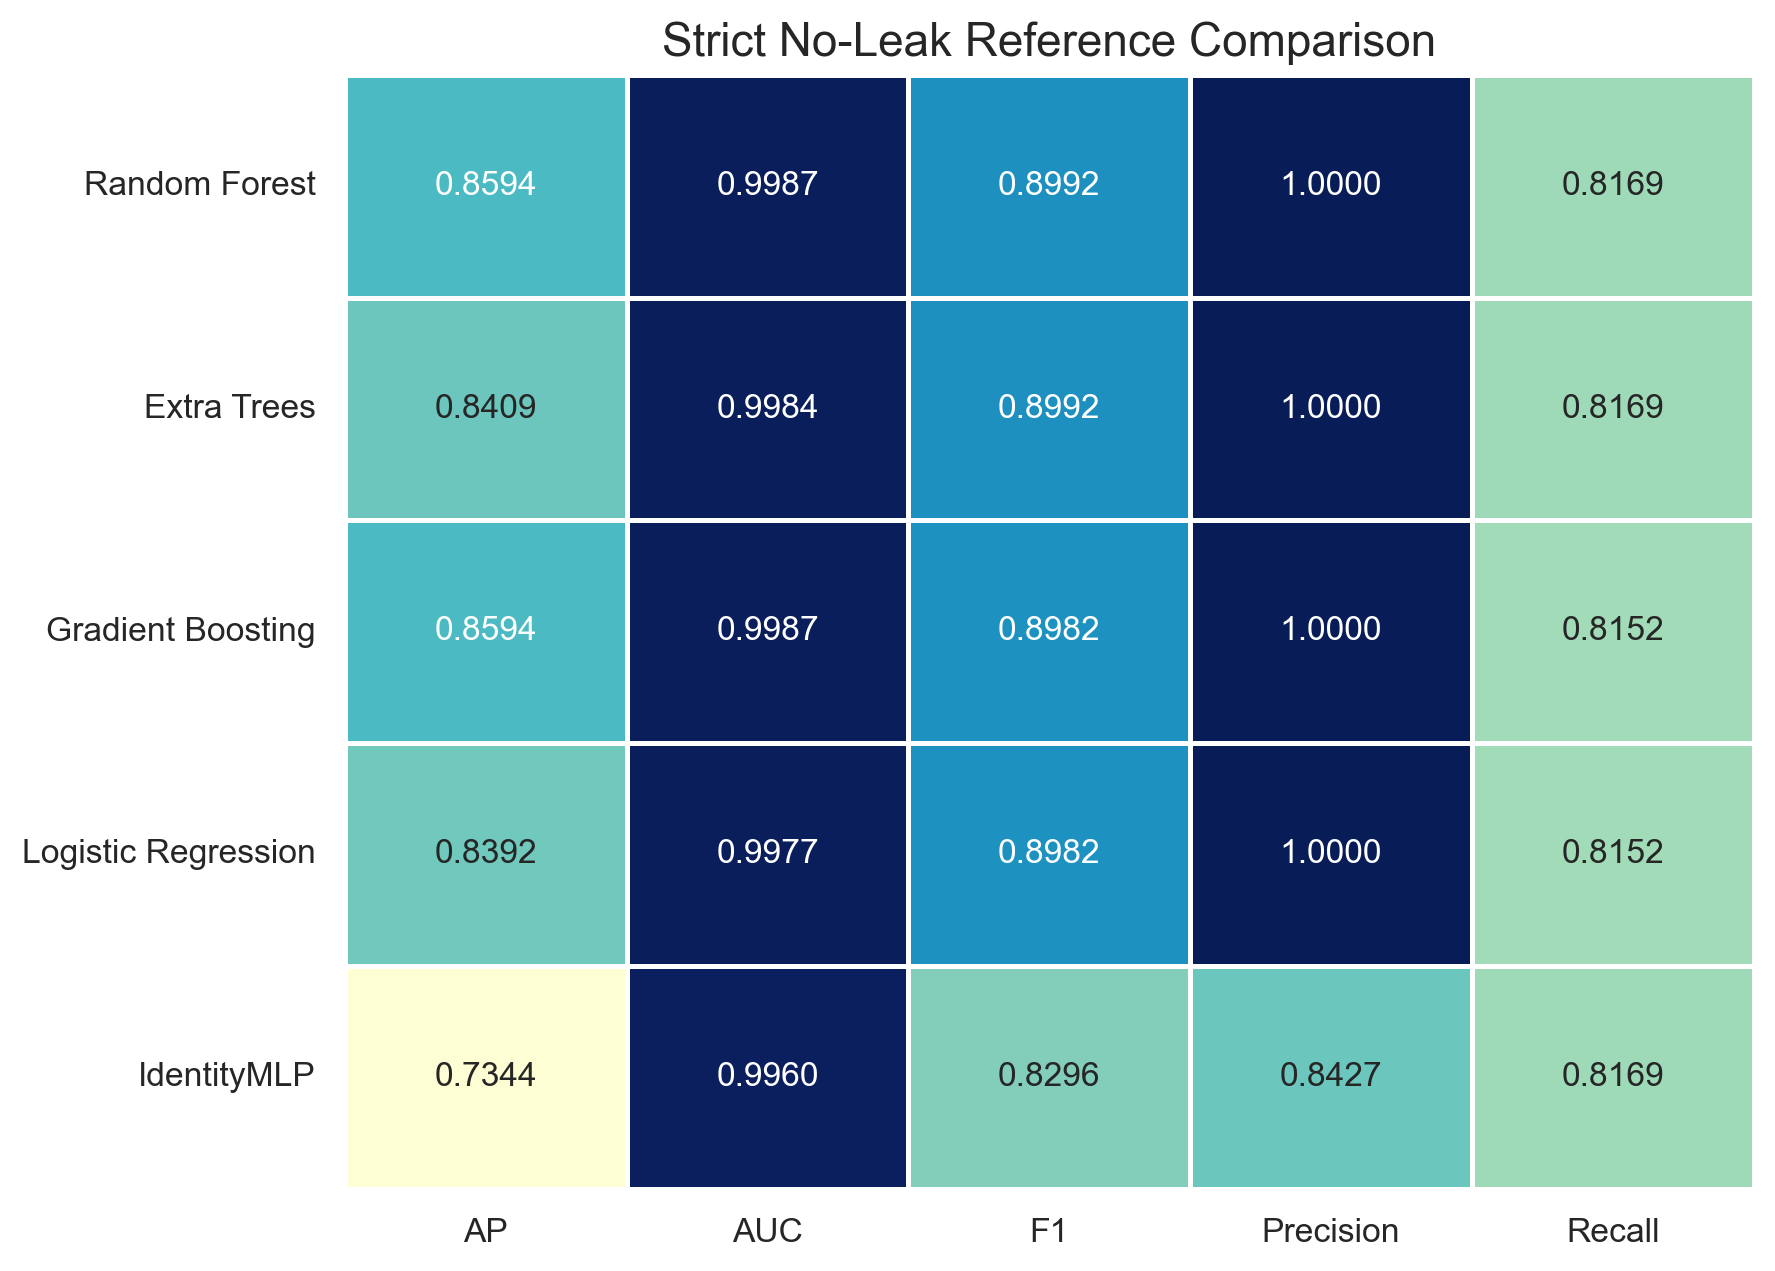 Strict No-Leak Reference Comparison
Random Forest 0.8594 0.9987 0.8992 1.0000 0.8169
Extra Trees 0.8409 0.9984 0.8992 1.0000 0.8169
Gradient Boosting 0.8594 0.9987 0.8982 1.0000 0.8152
Logistic Regression 0.8392 0.9977 0.8982 1.0000 0.8152
IdentityMLP 0.7344 0.9960 0.8296 0.8427 0.8169
AP AUC F1 Precision Recall